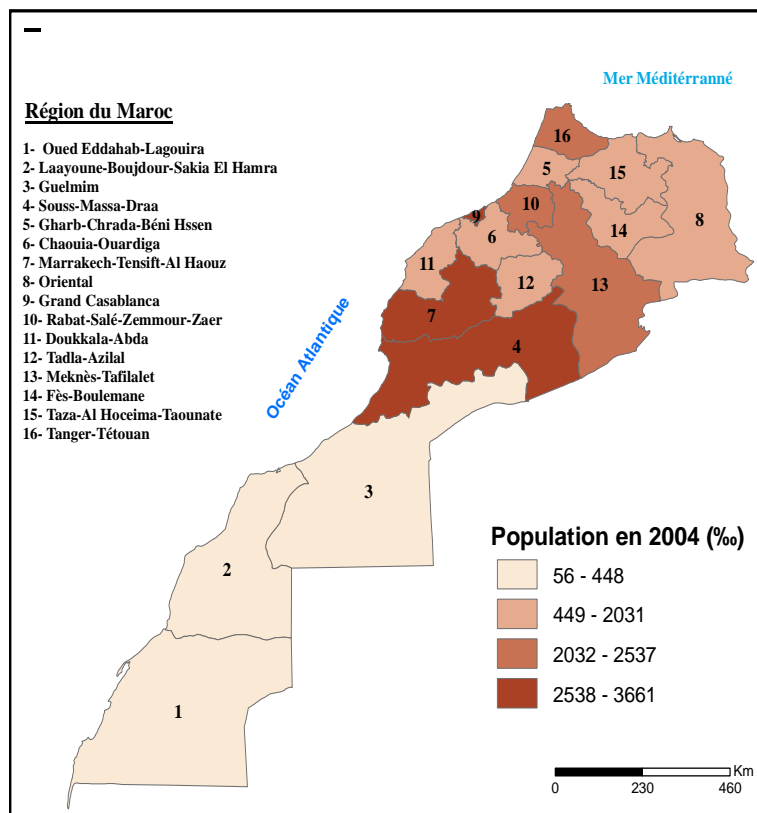 Mer Méditérranné
Région du Maroc
1- Oued Eddahab-Lagouira
2- Laayoune-Boujdour-Sakia El Hamra
3- Guelmim
4- Souss-Massa-Draa
5- Gharb-Chrada-Béni Hssen
6- Chaouia-Ouardiga
7- Marrakech-Tensift-Al Haouz
8- Oriental
9- Grand Casablanca
10- Rabat-Salé-Zemmour-Zaer
11- Doukkala-Abda
12- Tadla-Azilal
13- Meknès-Tafilalet
14- Fès-Boulemane
15- Taza-Al Hoceima-Taounate
16- Tanger-Tétouan
16
5
15
10
8
9
6
14
11
12
13
7
4
Océan Atlantique
3
2
1
Population en 2004 (‰)
56 - 448
449 - 2031
2032 - 2537
2538 - 3661
Km
0 230 460